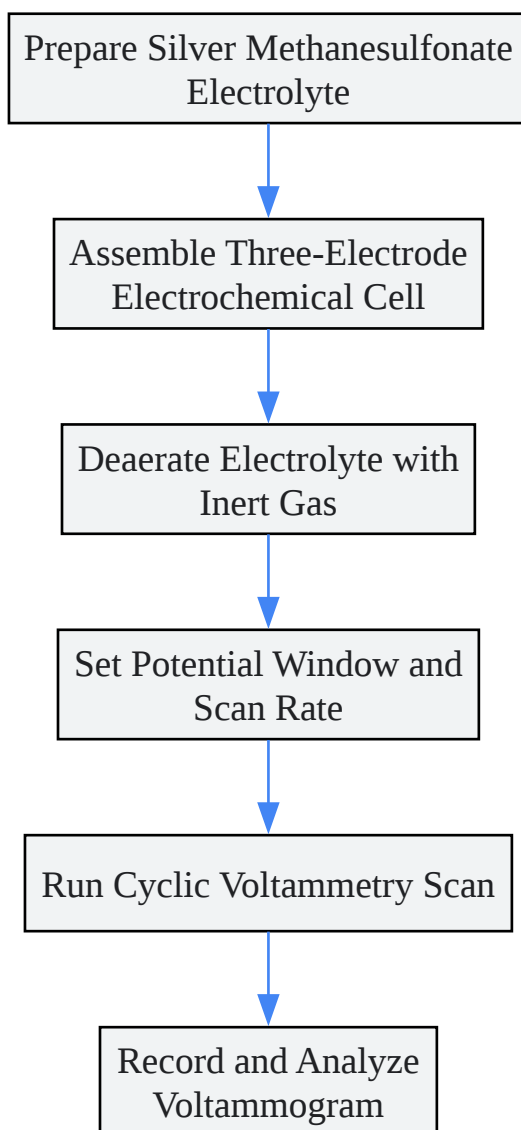 Prepare Silver Methanesulfonate
Electrolyte
Assemble Three-Electrode
Electrochemical Cell
Deaerate Electrolyte with
Inert Gas
Set Potential Window and
Scan Rate
Run Cyclic Voltammetry Scan
Record and Analyze
Voltammogram